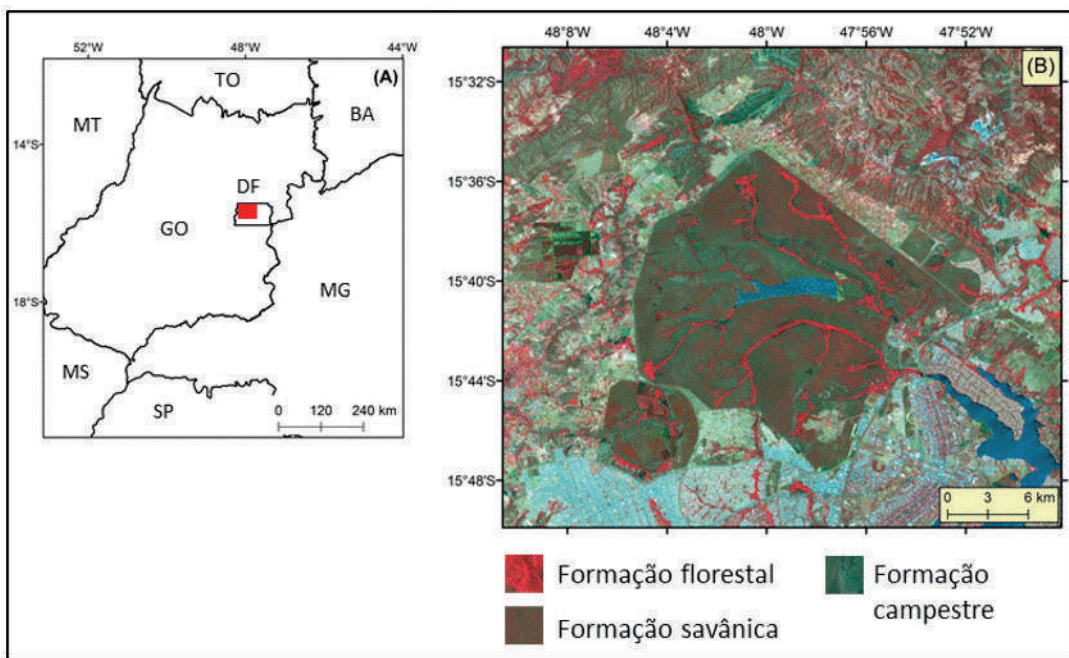 52°W 48°W 44°W
(A)
TO
MT
BA
14°S
DF
GO
MG
18°S
MS
SP
0 120 240 km
48°8'W 48°4'W 48°W 47°56'W 47°52'W
(B)
15°32'S
15°36'S
15°40'S
15°44'S
15°48'S
0 3 6 km
Formação florestal
Formação savânica
Formação
campestre